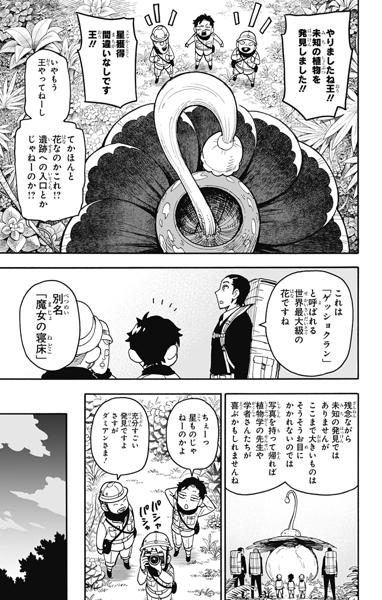 やりましたね王!!
未知の植物を
発見しました!!
星獲得
間違いなしです
王!!
いやもう
王やってねーし
てかほんと
花なのかこれ!?
遺跡への入口とか
じゃねーのか!?
これは
「ゲッショクラン」
と呼ばれる
世界最大級の
花ですね
別名
「魔女の寝床」
残念ながら
未知の発見では
ありませんが
ここまで大きいものは
そうそうお目に
かかれないのでは
写真を持って帰れば
植物学の先生や
学者さんたちが
喜ぶかもしれませんね
ちぇーっ
星ものじゃ
ねーのかよ
充分すごい
発見ですよ
さすが
ダミアンさま!
パシャ
パシャ